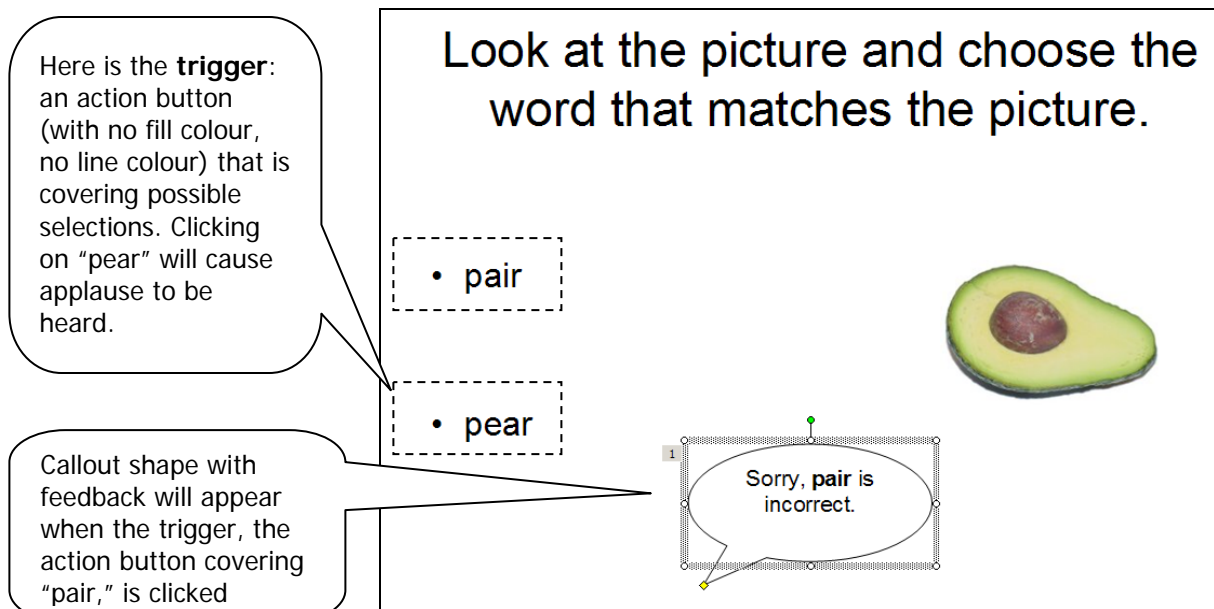 Here is the trigger:
an action button
(with no fill colour,
no line colour) that is
covering possible
selections. Clicking
on “pear” will cause
applause to be
heard.
Look at the picture and choose the
word that matches the picture.
• pair
• pear
Callout shape with
feedback will appear
when the trigger, the
action button covering
“pair,” is clicked
1
Sorry, pair is
incorrect.